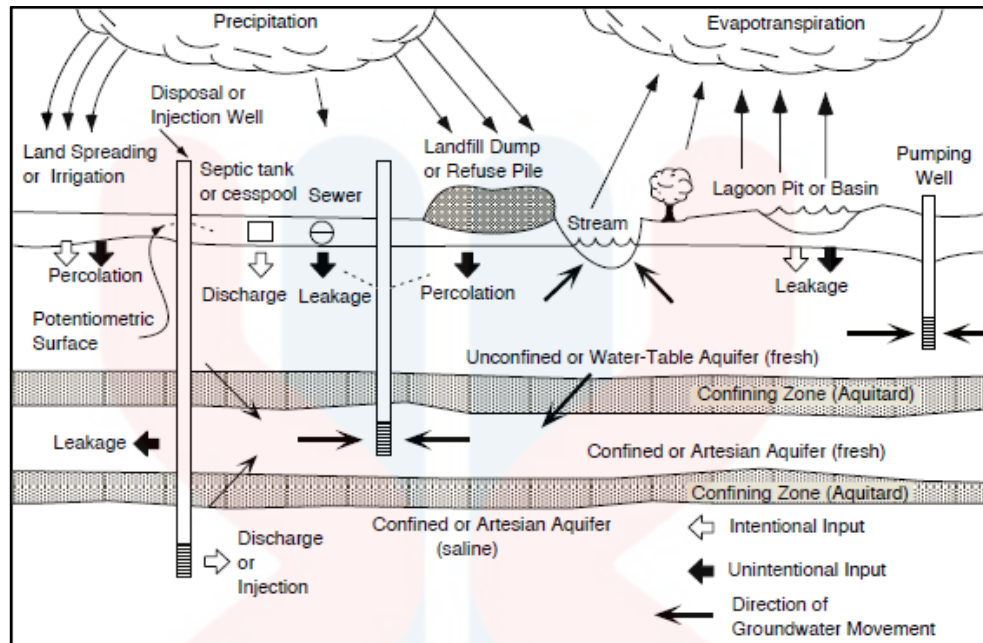 Precipitation
Evapotranspiration
Disposal or
Injection Well
Land Spreading
or Irrigation
Septic tank
or cesspool
Sewer
Landfill Dump
or Refuse Pile
Stream
Lagoon Pit or Basin
Pumping
Well
Percolation
Discharge
Leakage
Percolation
Leakage
Potentiometric
Surface
Unconfined or Water-Table Aquifer (fresh)
Confining Zone (Aquitard)
Leakage
Confined or Artesian Aquifer (fresh)
Confining Zone (Aquitard)
Confined or Artesian Aquifer
(saline)
Discharge
or
Injection
Intentional Input
Unintentional Input
Direction of
Groundwater Movement